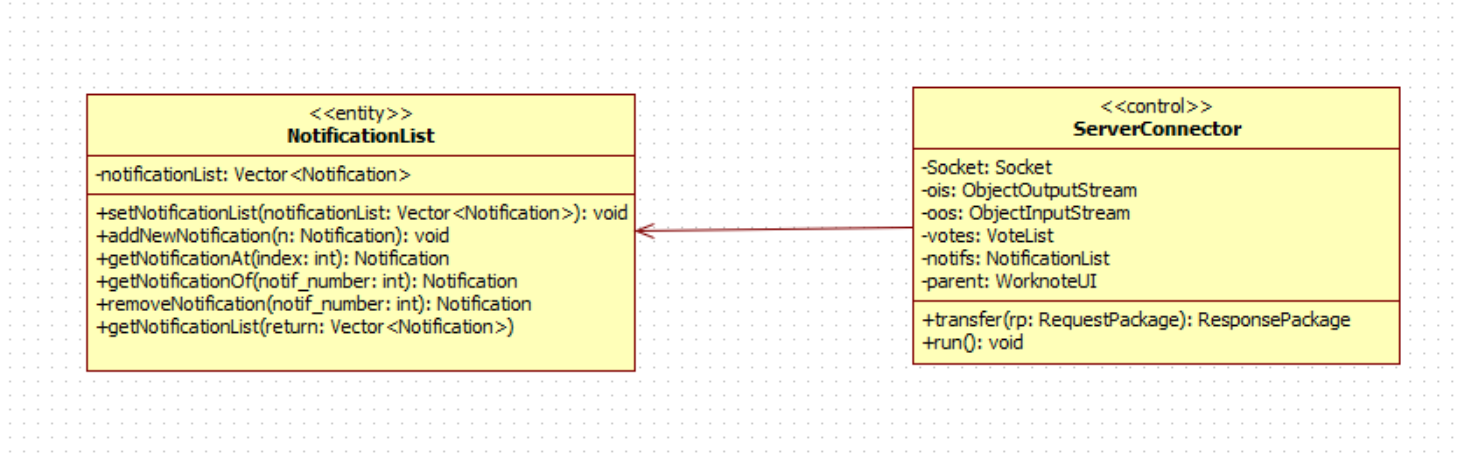 <<entity>>
NotificationList
-notificationList: Vector<Notification>
+setNotificationList(notificationList: Vector<Notification>): void
+addNewNotification(n: Notification): void
+getNotificationAt(index: int): Notification
+getNotificationOf(notif_number: int): Notification
+removeNotification(notif_number: int): Notification
+getNotificationList(return: Vector<Notification>)
<<control>>
ServerConnector
-Socket: Socket
-ois: ObjectOutputStream
-oos: ObjectInputStream
-votes: VoteList
-notifs: NotificationList
-parent: WorknoteUI
+transfer(rp: RequestPackage): ResponsePackage
+run(): void